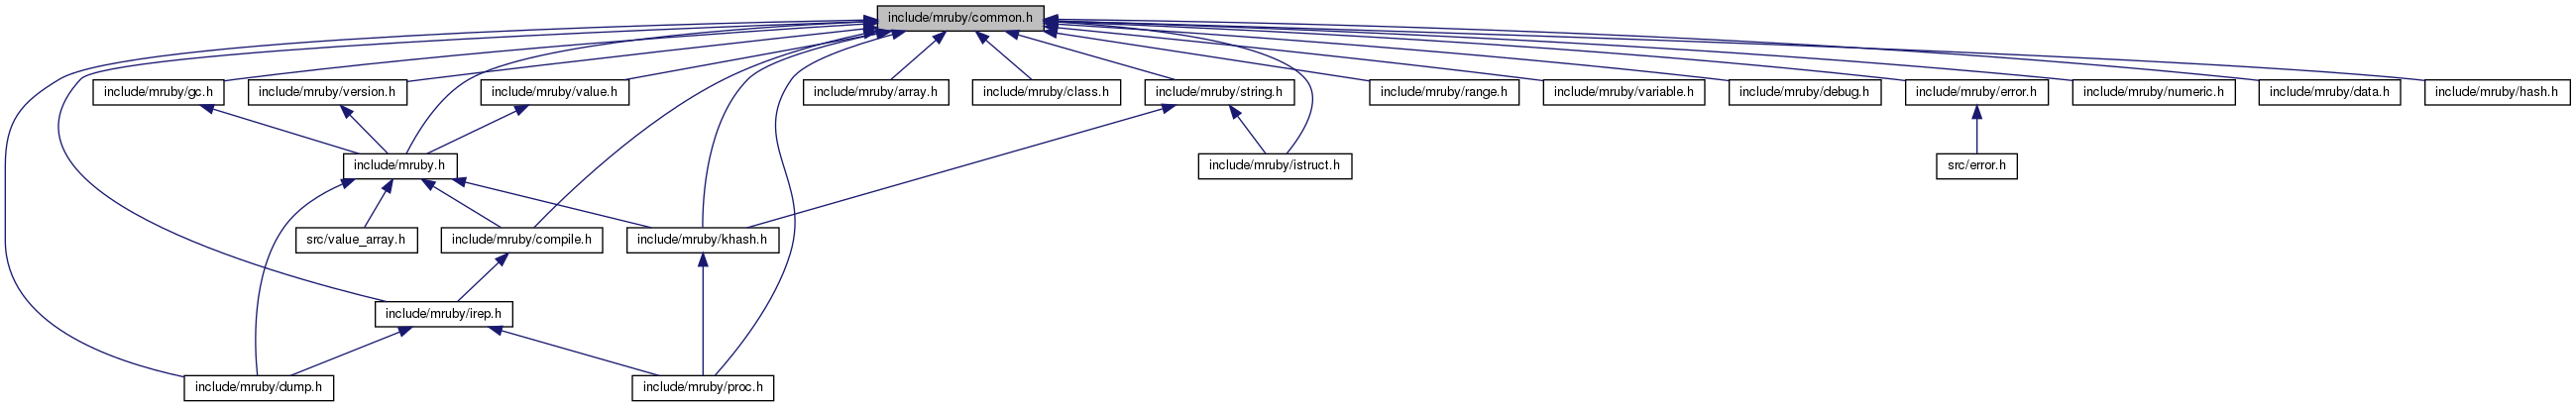 include/mruby/common.h
include/mruby/gc.h
include/mruby/version.h
include/mruby/value.h
include/mruby/array.h
include/mruby/class.h
include/mruby/string.h
include/mruby/range.h
include/mruby/variable.h
include/mruby/debug.h
include/mruby/error.h
include/mruby/numeric.h
include/mruby/data.h
include/mruby/hash.h
include/mruby.h
include/mruby/istruct.h
src/error.h
src/value_array.h
include/mruby/compile.h
include/mruby/khash.h
include/mruby/irep.h
include/mruby/dump.h
include/mruby/proc.h